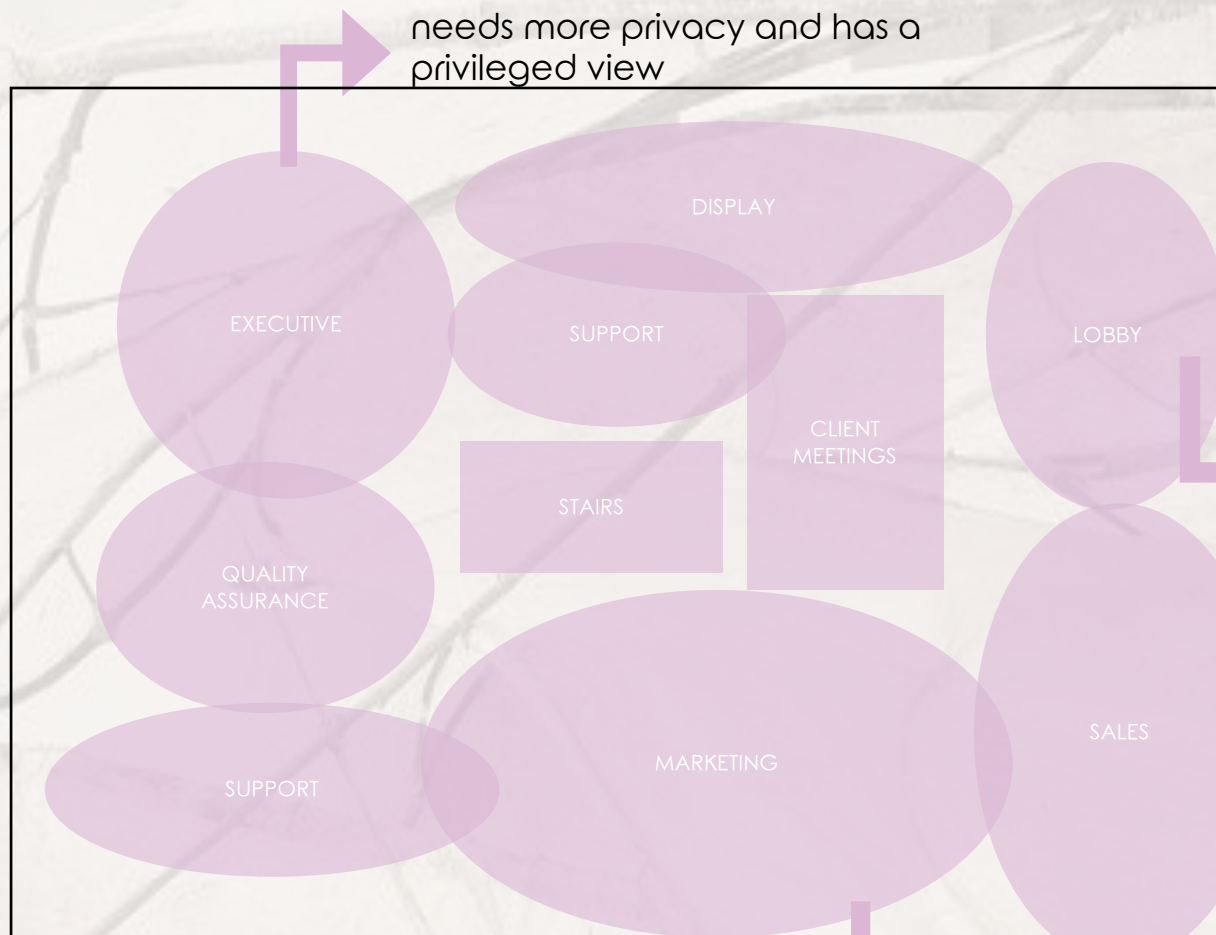 needs more privacy and has a
privileged view
DISPLAY
EXECUTIVE
SUPPORT
LOBBY
CLIENT
MEETINGS
STAIRS
QUALITY
ASSURANCE
SALES
MARKETING
SUPPORT